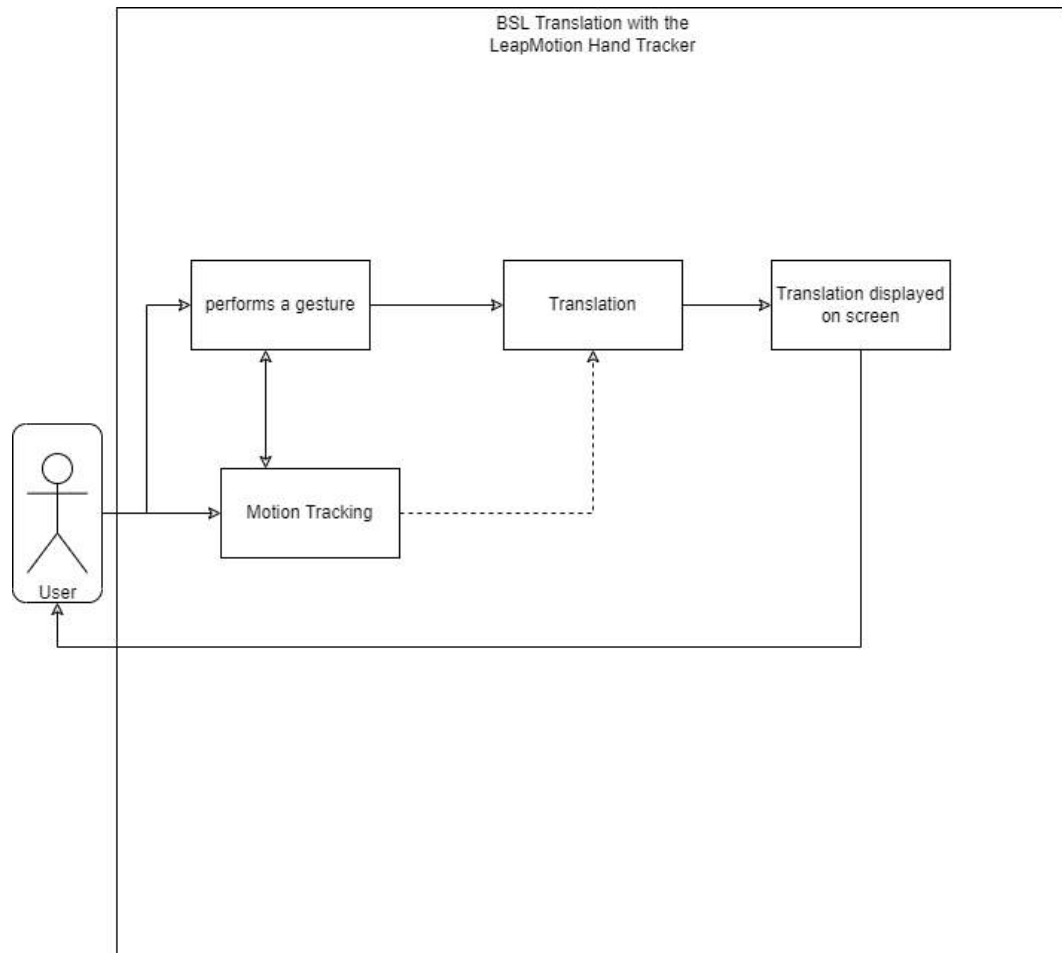 BSL Translation with the
LeapMotion Hand Tracker
performs a gesture
Translation
Translation displayed
on screen
Motion Tracking
User